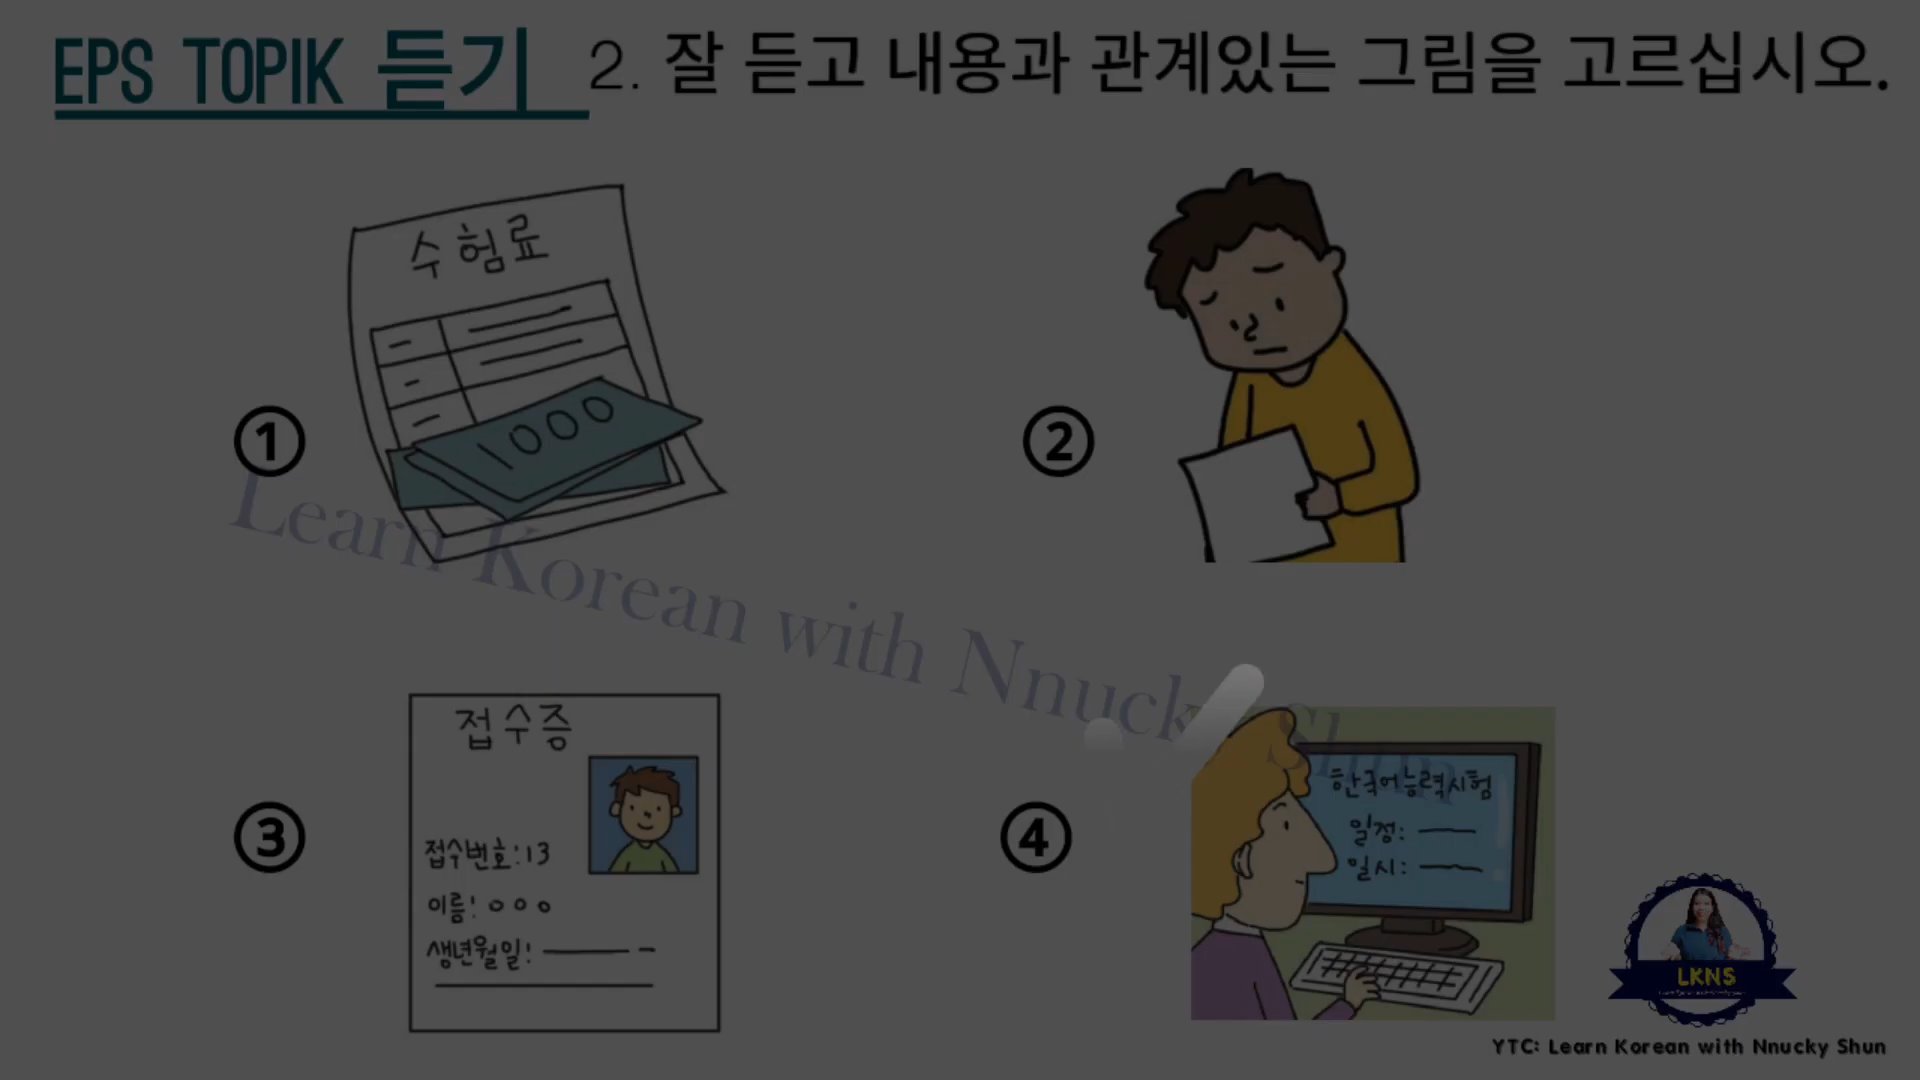 EPS TOPIK 듣기
2. 잘 듣고 내용과 관계있는 그림을 고르십시오.
①
수험료
1000
②
Learn Korean with Nnucky Shun
③
접수증
접수번호: 13
이름: ㅇㅇㅇ
생년월일:
④
한국어능력시험
일정:
일시:
LKNS
YTC: Learn Korean with Nnucky Shun